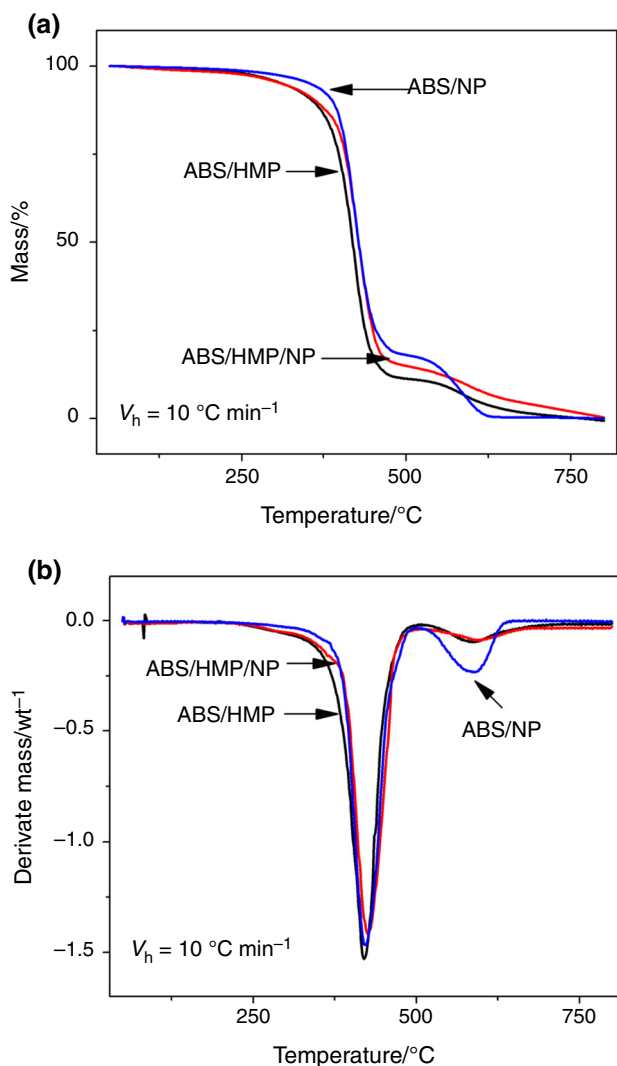 (a)
100
ABS/NP
ABS/HMP
Mass/%
50
ABS/HMP/NP
0
V_h = 10 °C min⁻¹
250
500
750
Temperature/°C
(b)
0.0
ABS/HMP/NP
ABS/HMP
ABS/NP
−0.5
Derivate mass/wt⁻¹
−1.0
−1.5
V_h = 10 °C min⁻¹
250
500
750
Temperature/°C